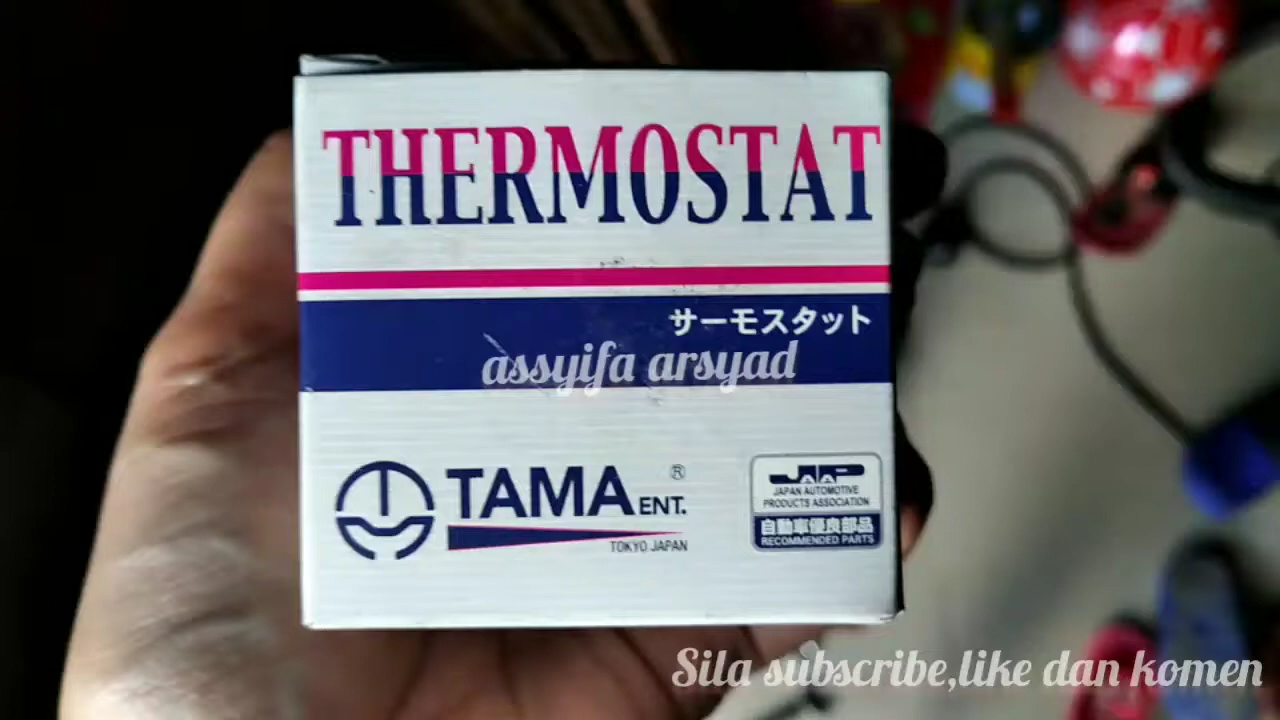 THERMOSTAT
サーモスタット
assyifa arsyad
TAMA ENT. ®
TOKYO JAPAN
JAPA
JAPAN AUTOMOTIVE
PRODUCTS ASSOCIATION
自動車優良部品
RECOMMENDED PARTS
Sila subscribe,like dan komen